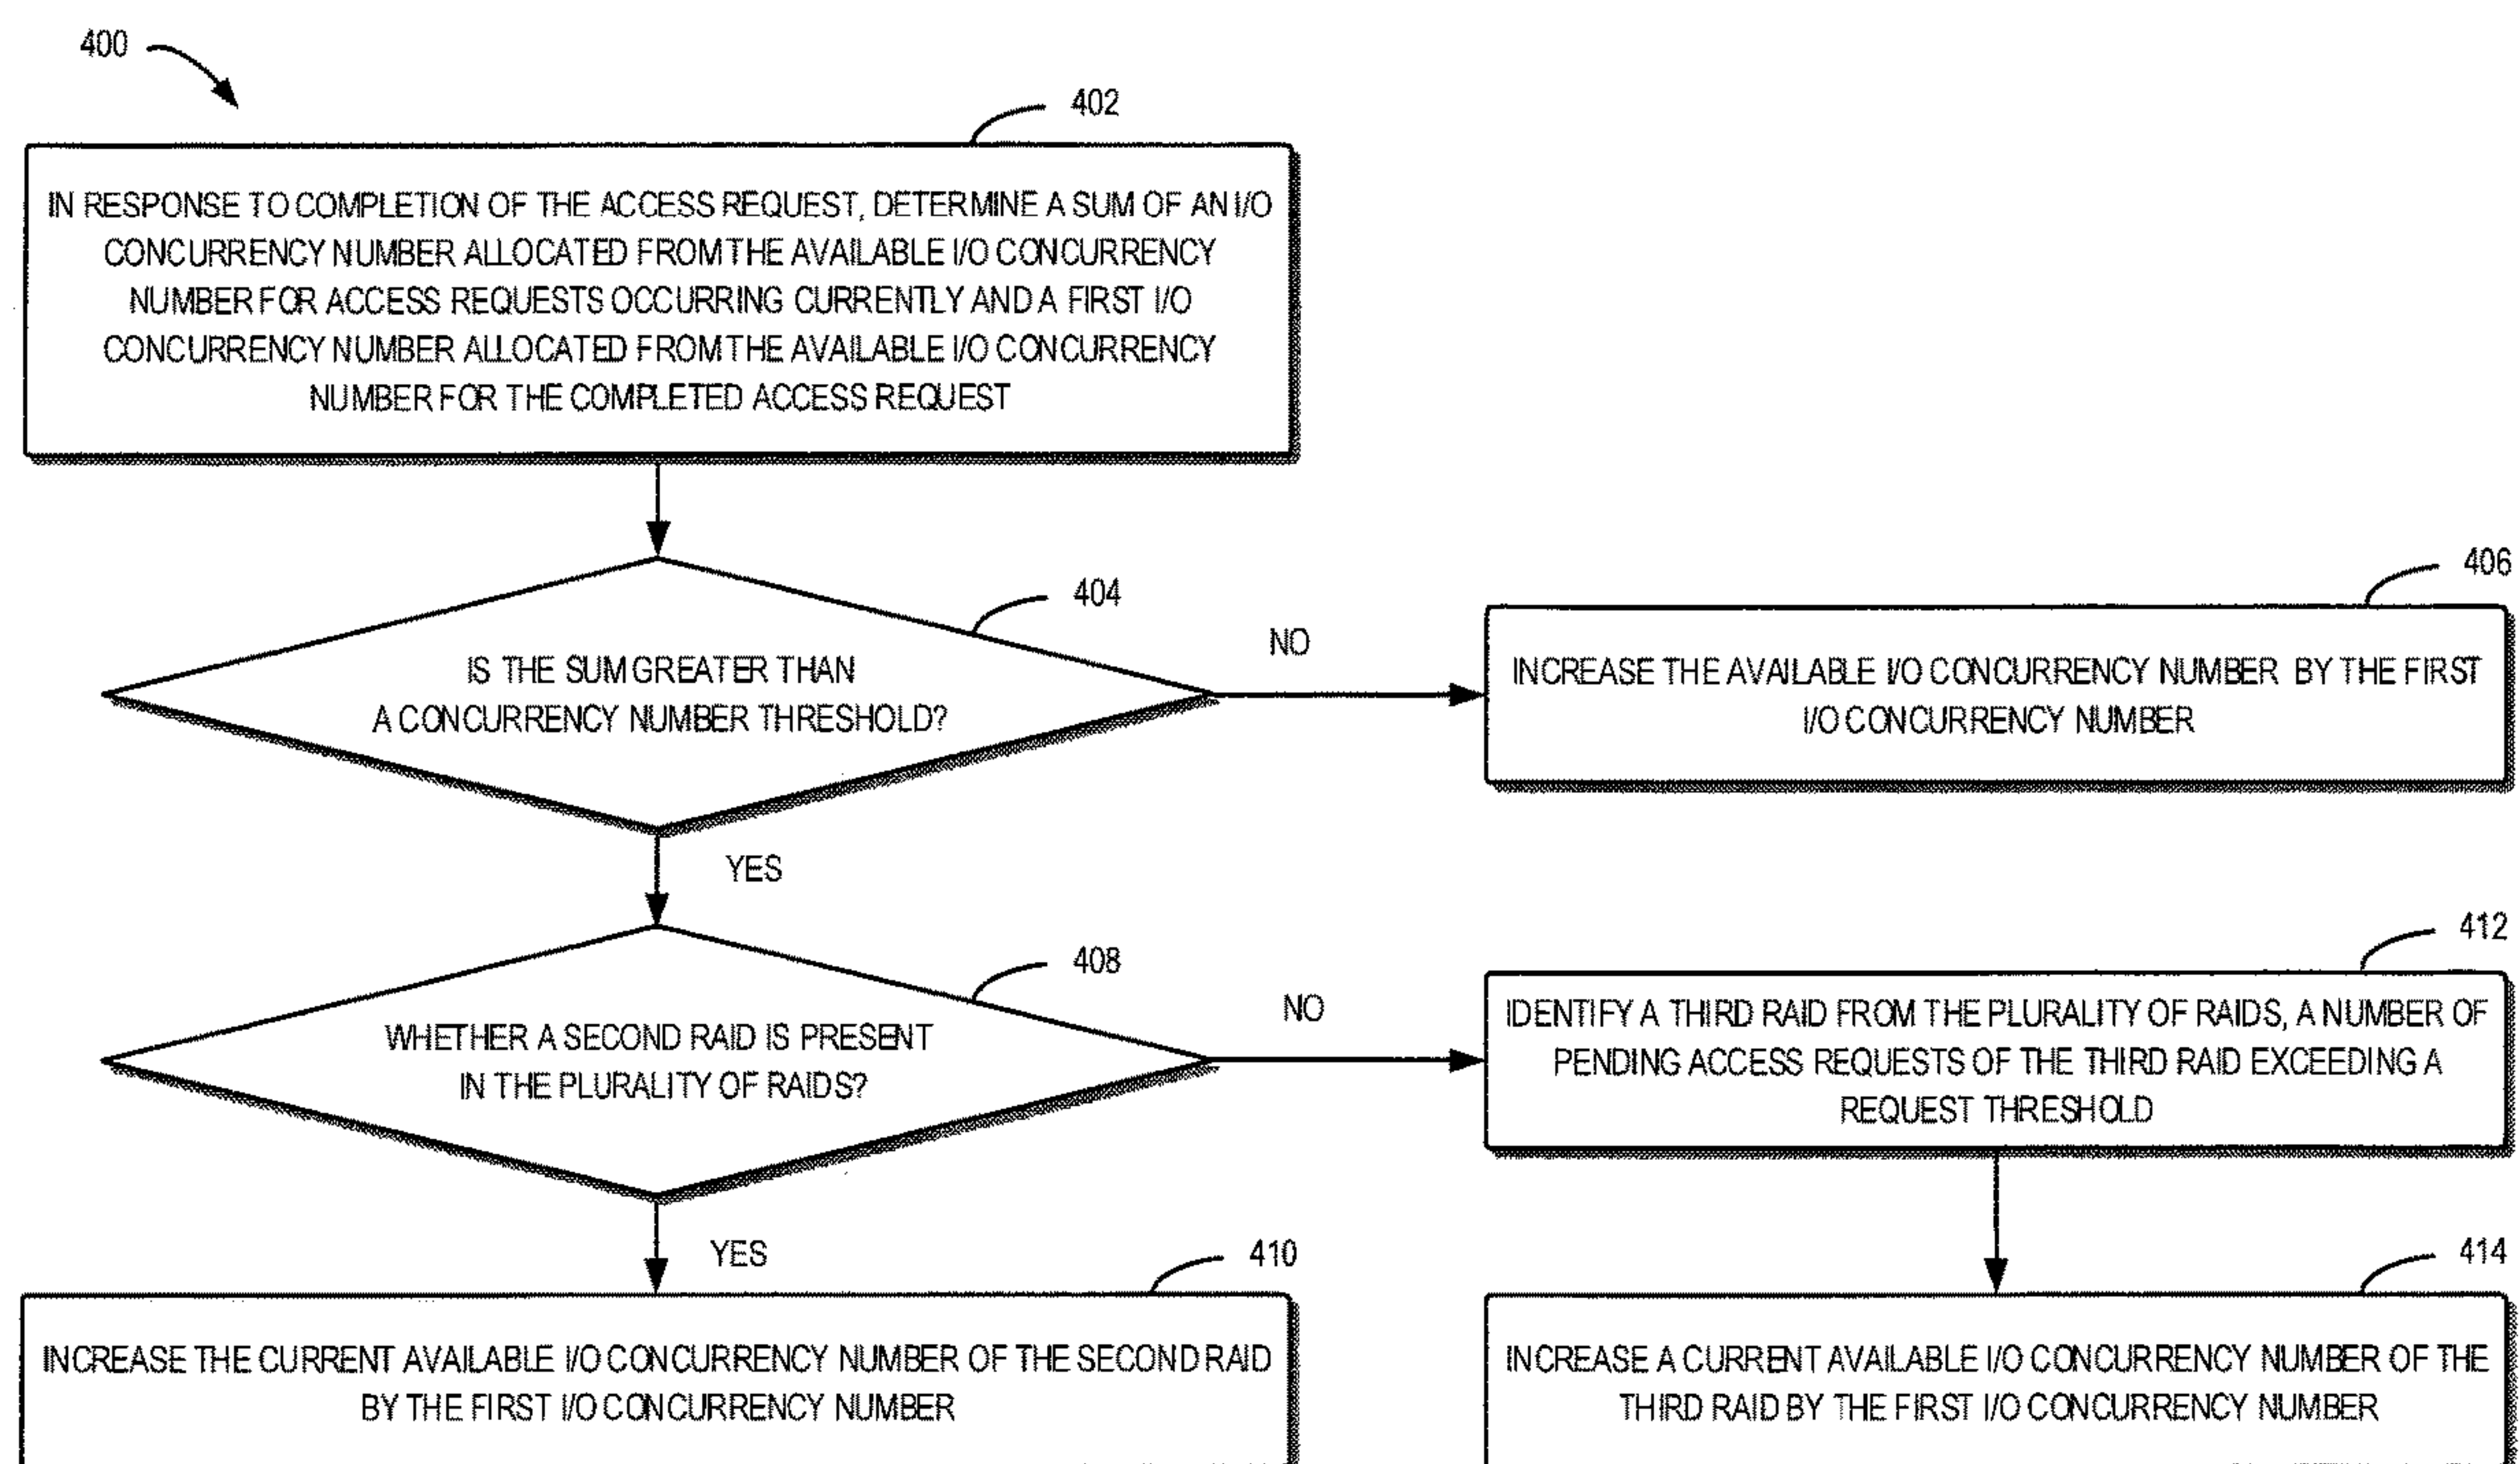 400
402
IN RESPONSE TO COMPLETION OF THE ACCESS REQUEST, DETERMINE A SUM OF AN I/O
CONCURRENCY NUMBER ALLOCATED FROM THE AVAILABLE I/O CONCURRENCY
NUMBER FOR ACCESS REQUESTS OCCURRING CURRENTLY AND A FIRST I/O
CONCURRENCY NUMBER ALLOCATED FROM THE AVAILABLE I/O CONCURRENCY
NUMBER FOR THE COMPLETED ACCESS REQUEST
404
IS THE SUM GREATER THAN
A CONCURRENCY NUMBER THRESHOLD?
NO
406
INCREASE THE AVAILABLE I/O CONCURRENCY NUMBER BY THE FIRST
I/O CONCURRENCY NUMBER
YES
408
WHETHER A SECOND RAID IS PRESENT
IN THE PLURALITY OF RAIDS?
NO
412
IDENTIFY A THIRD RAID FROM THE PLURALITY OF RAIDS, A NUMBER OF
PENDING ACCESS REQUESTS OF THE THIRD RAID EXCEEDING A
REQUEST THRESHOLD
YES
410
INCREASE THE CURRENT AVAILABLE I/O CONCURRENCY NUMBER OF THE SECOND RAID
BY THE FIRST I/O CONCURRENCY NUMBER
414
INCREASE A CURRENT AVAILABLE I/O CONCURRENCY NUMBER OF THE
THIRD RAID BY THE FIRST I/O CONCURRENCY NUMBER